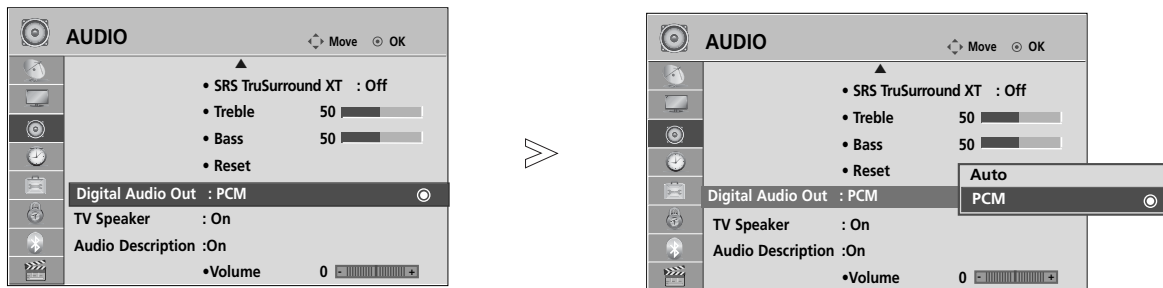 AUDIO Move OK
• SRS TruSurround XT : Off
• Treble 50
• Bass 50
• Reset
Digital Audio Out : PCM
TV Speaker : On
Audio Description :On
•Volume 0 - +
AUDIO Move OK
• SRS TruSurround XT : Off
• Treble 50
• Bass 50
• Reset
Digital Audio Out : PCM
TV Speaker : On
Audio Description :On
•Volume 0 - +
Auto
PCM